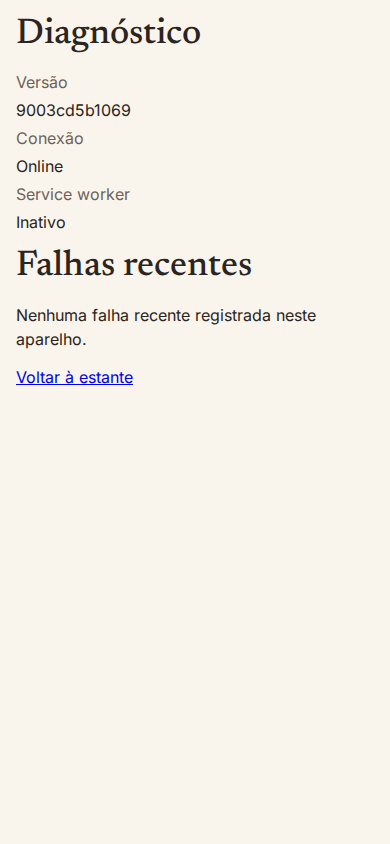 Diagnóstico
Versão
9003cd5b1069
Conexão
Online
Service worker
Inativo
Falhas recentes
Nenhuma falha recente registrada neste
aparelho.
Voltar à estante